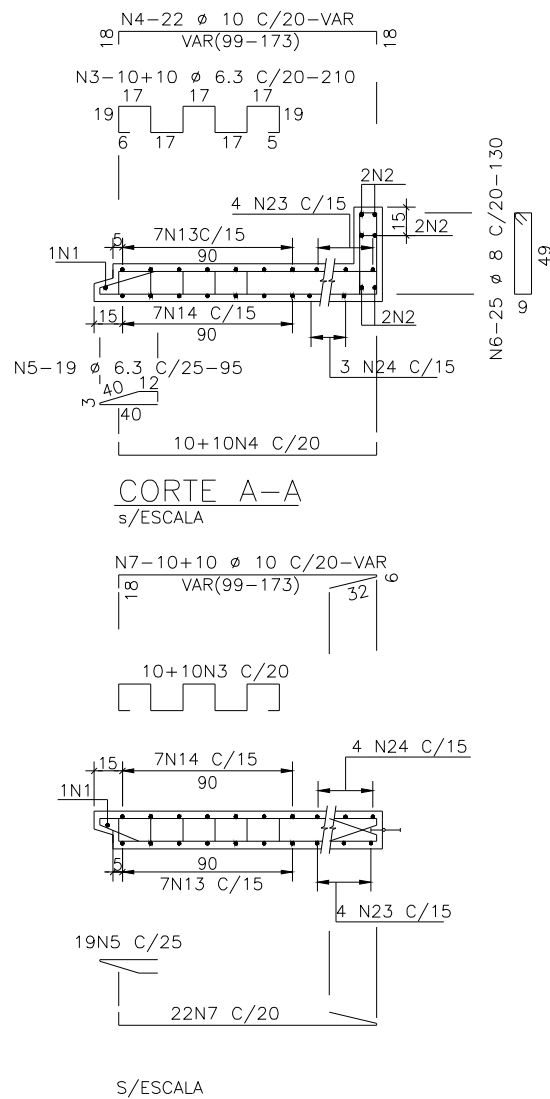 N4-22 ø 10 C/20-VAR
18
VAR(99-173)
18
N3-10+10 ø 6.3 C/20-210
17 17 17
19 19
6 17 17 5
2N2
4 N23 C/15
15
2N2
N6-25 ø 8 C/20-130
49
9
5
7N13C/15
90
1N1
15
7N14 C/15
90
2N2
3 N24 C/15
N5-19 ø 6.3 C/25-95
3
40 12
40
10+10N4 C/20
CORTE A-A
s/ESCALA
N7-10+10 ø 10 C/20-VAR
18
VAR(99-173)
32
6
10+10N3 C/20
15
7N14 C/15
90
4 N24 C/15
1N1
5
90
7N13 C/15
4 N23 C/15
19N5 C/25
22N7 C/20
S/ESCALA